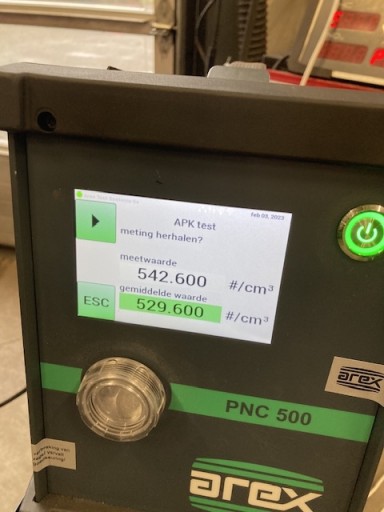 feb 09, 2023
APK test
meting herhalen?
meetwaarde
542.600 #/cm³
gemiddelde waarde
ESC
529.600 #/cm³
arex
PNC 500
arex